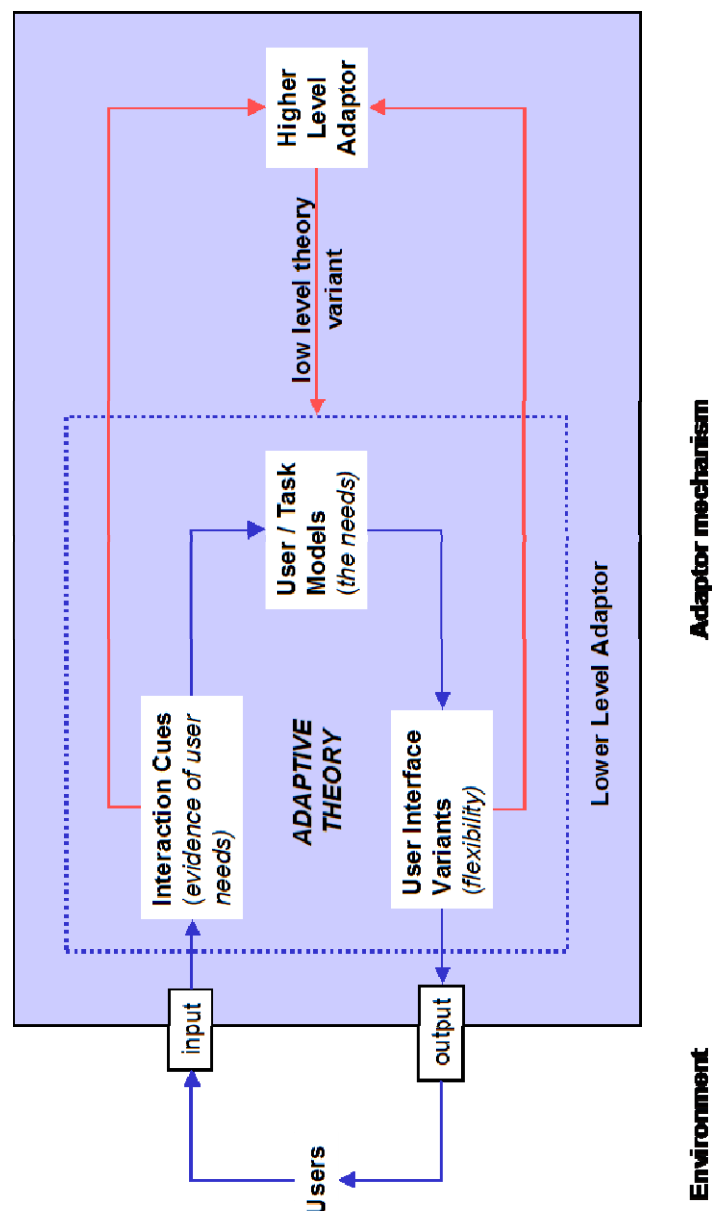 Users
input
output
Interaction Cues
(evidence of user
needs)
ADAPTIVE
THEORY
User Interface
Variants
(flexibility)
User / Task
Models
(the needs)
Lower Level Adaptor
low level theory
variant
Higher
Level
Adaptor
Environment
Adaptor mechanism